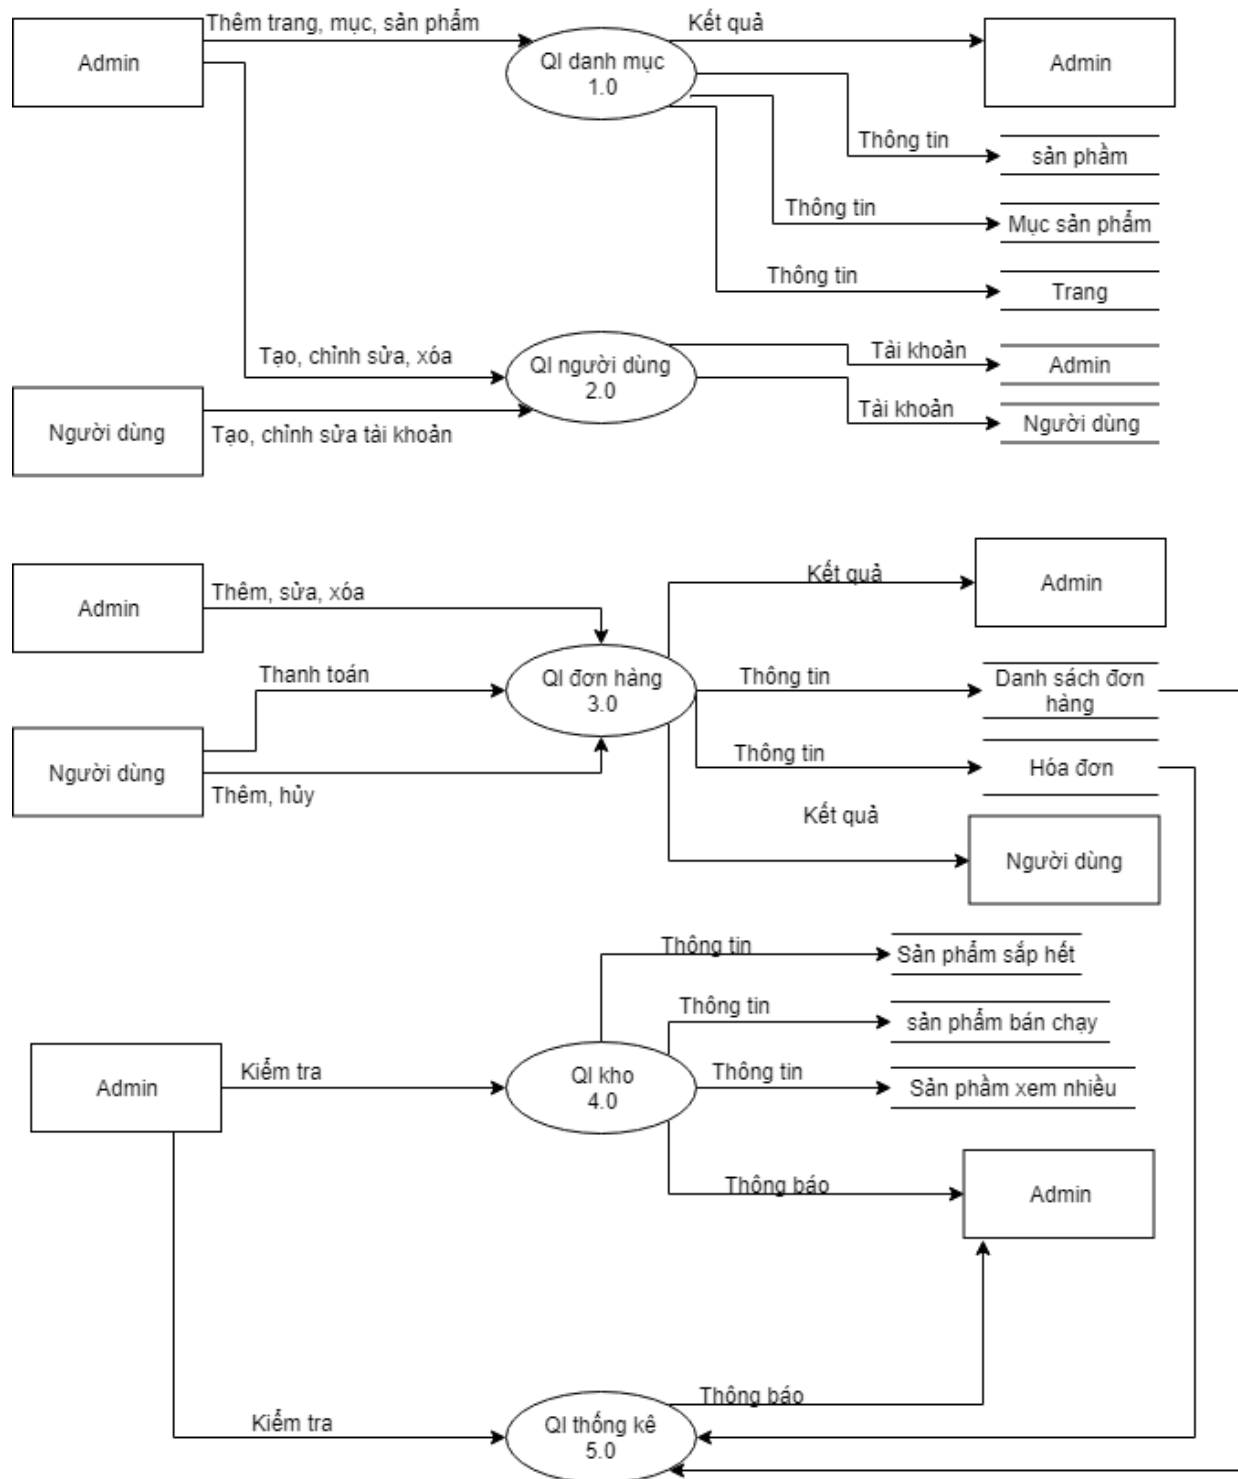 Thêm trang, mục, sản phẩm
Kết quả
Admin
Ql danh mục
1.0
Admin
Thông tin
sản phầm
Thông tin
Mục sản phẩm
Thông tin
Trang
Tạo, chỉnh sửa, xóa
Ql người dùng
2.0
Tài khoản
Admin
Tài khoản
Người dùng
Người dùng
Tạo, chỉnh sửa tài khoản
Kết quả
Admin
Admin
Thêm, sửa, xóa
Thanh toán
Ql đơn hàng
3.0
Thông tin
Danh sách đơn
hàng
Thông tin
Hóa đơn
Người dùng
Thêm, hủy
Kết quả
Người dùng
Thông tin
Sản phẩm sắp hết
Thông tin
sản phẩm bán chạy
Admin
Kiểm tra
Ql kho
4.0
Thông tin
Sản phầm xem nhiều
Thông báo
Admin
Thông báo
Kiểm tra
Ql thống kê
5.0